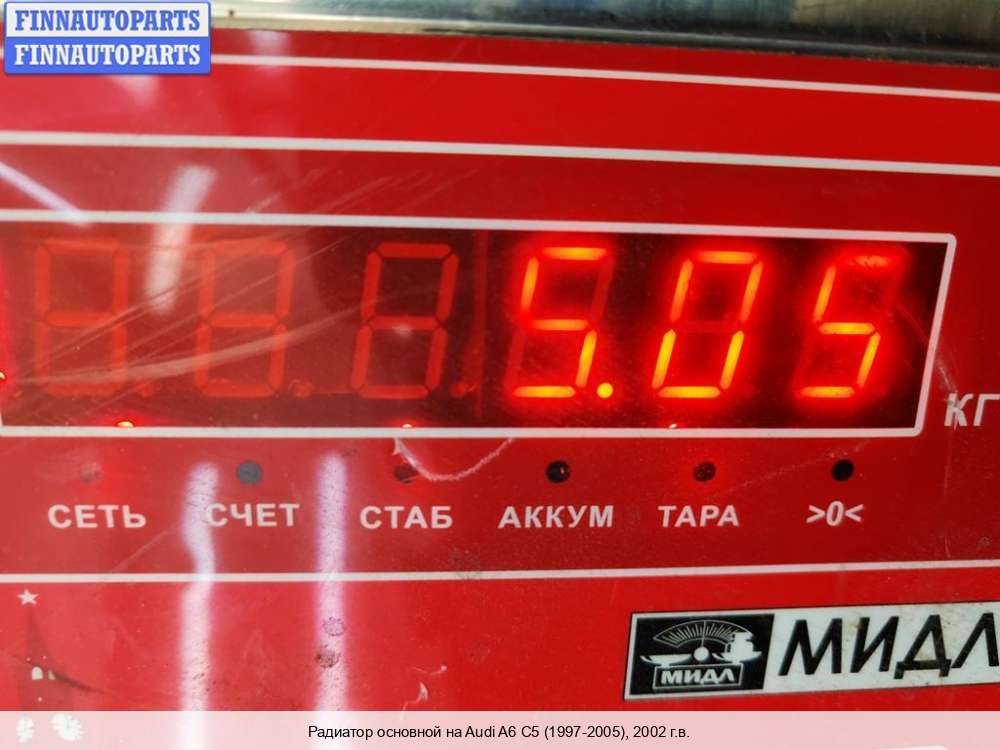 FINNAUTOPARTS
FINNAUTOPARTS
5.05
КГ
СЕТЬ СЧЕТ СТАБ АККУМ ТАРА >0<
МИДЛ МИДЛ
Радиатор основной на Audi A6 C5 (1997-2005), 2002 г.в.